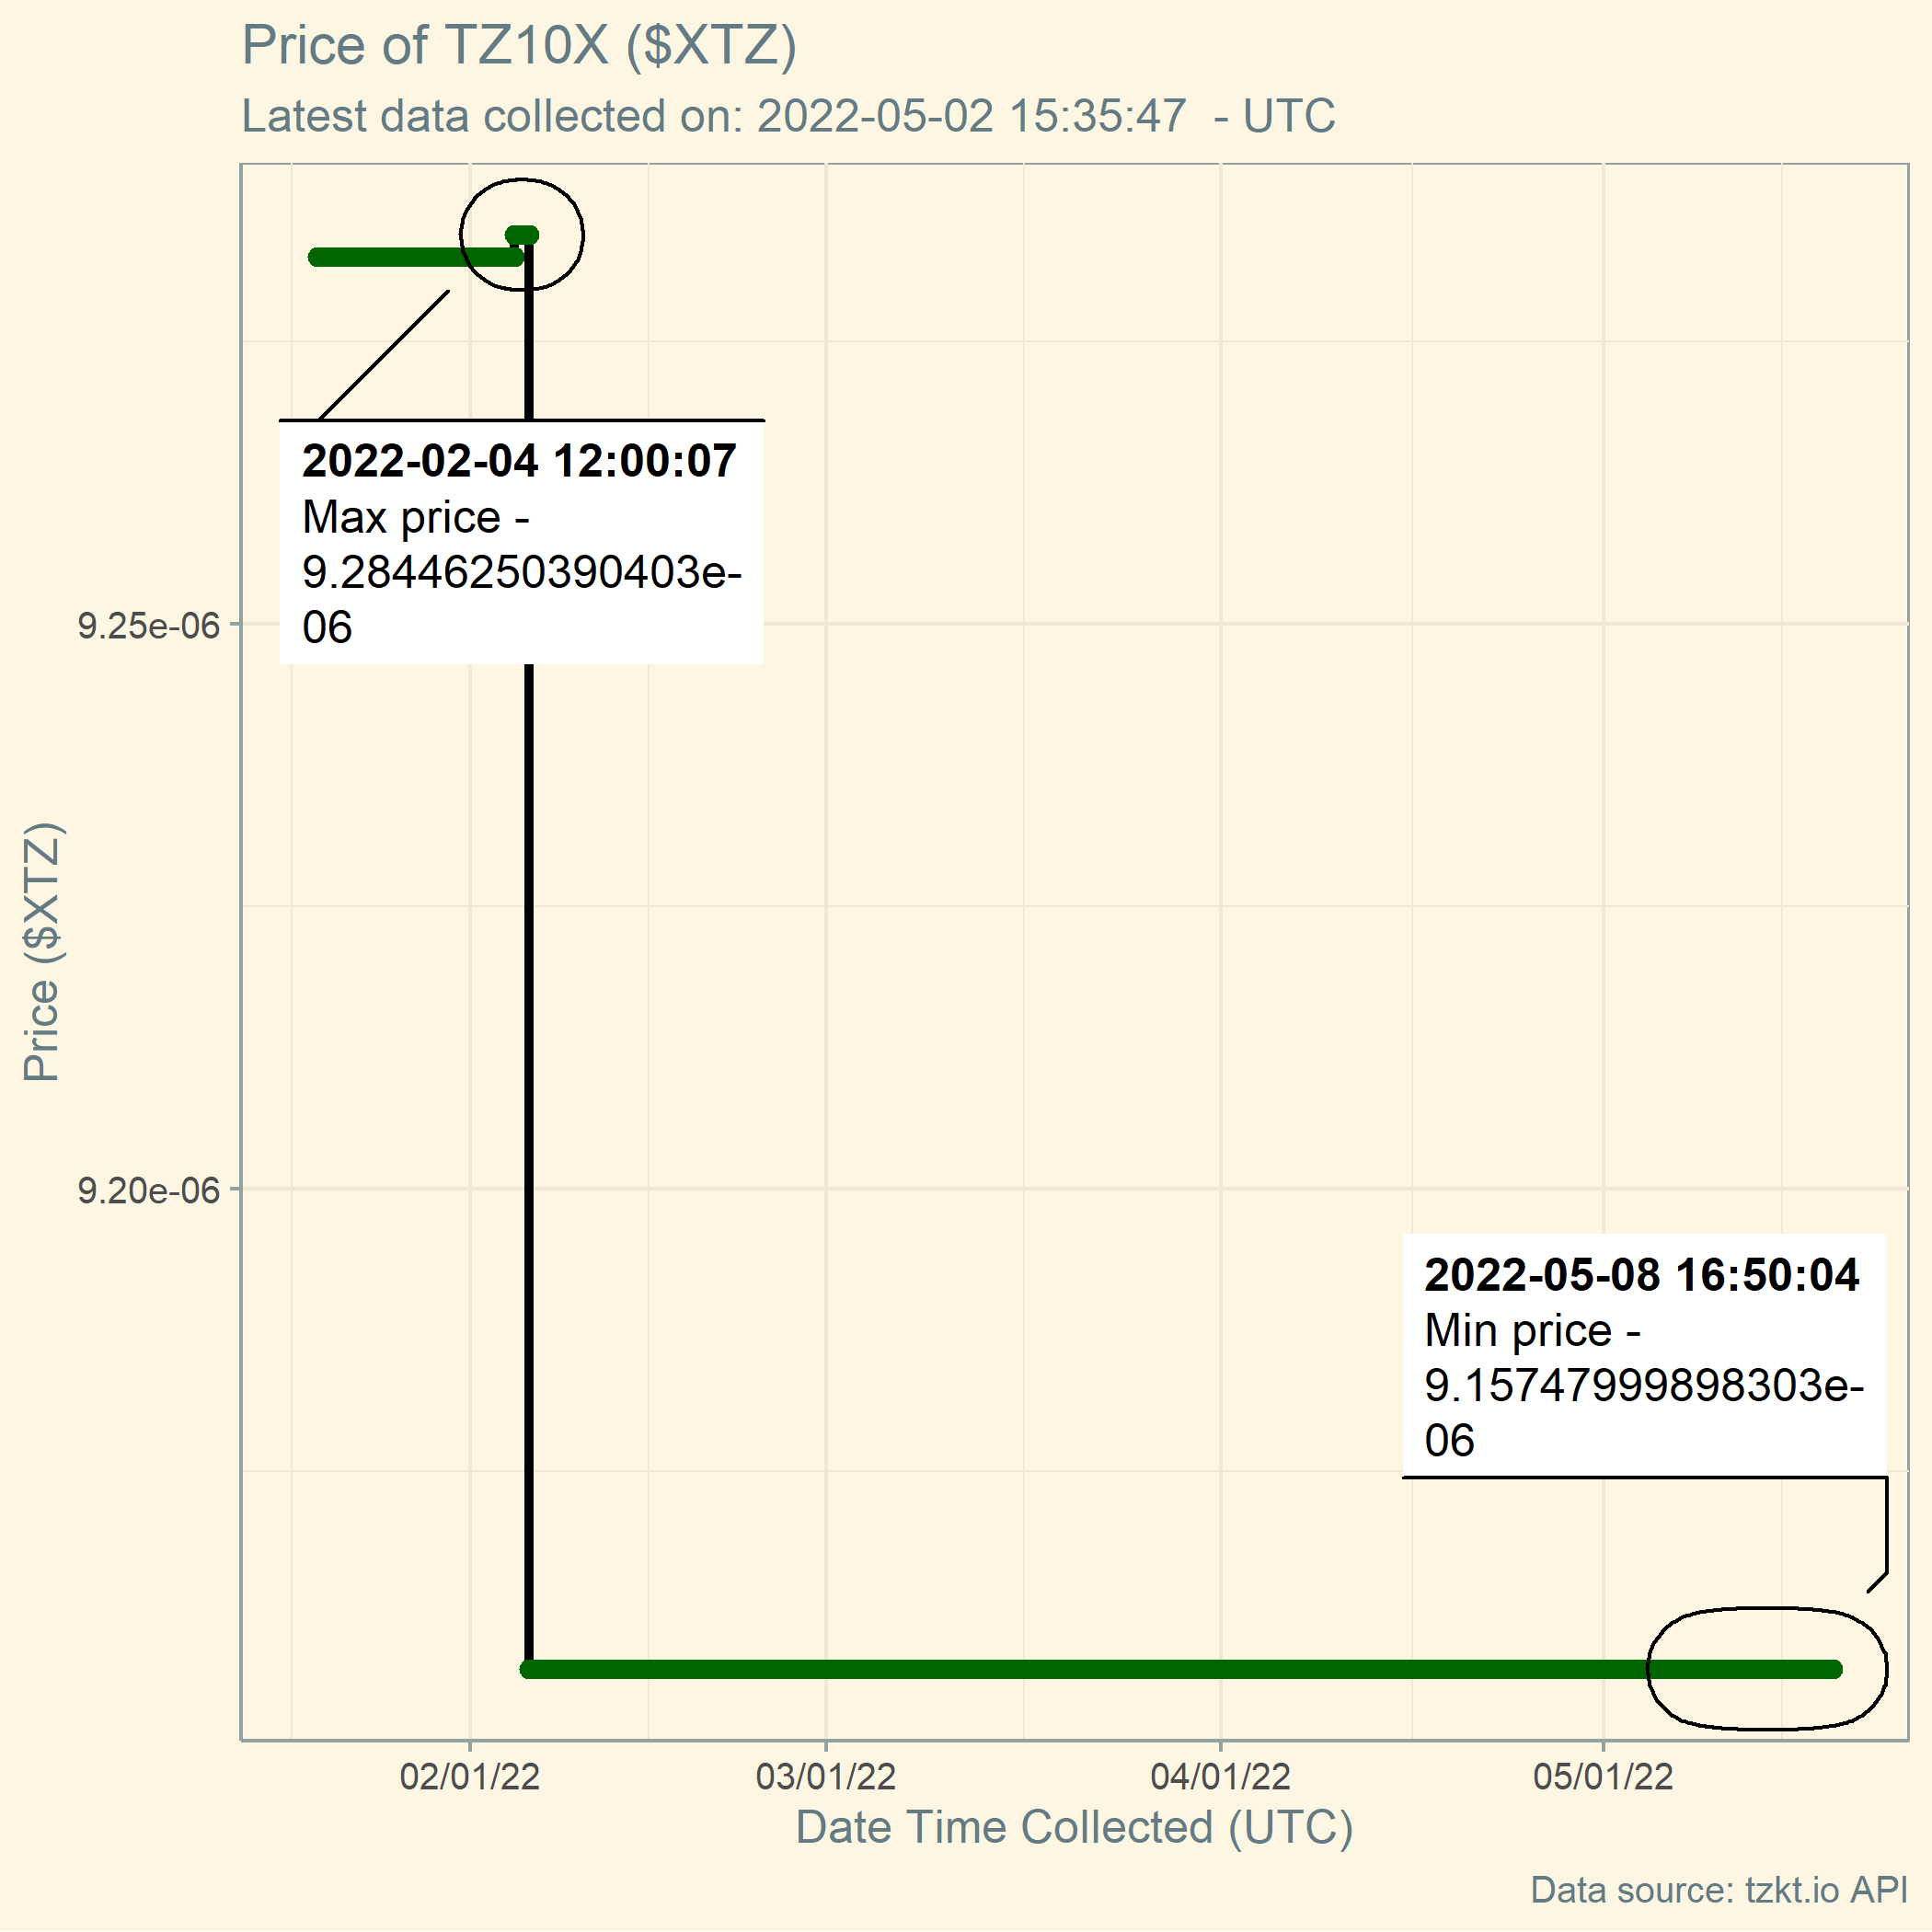 Price of TZ10X ($XTZ)
Latest data collected on: 2022-05-02 15:35:47  - UTC
2022-02-04 12:00:07
Max price -
9.28446250390403e-
06
9.25e-06
Price ($XTZ)
9.20e-06
2022-05-08 16:50:04
Min price -
9.15747999898303e-
06
02/01/22
03/01/22
04/01/22
05/01/22
Date Time Collected (UTC)
Data source: tzkt.io API